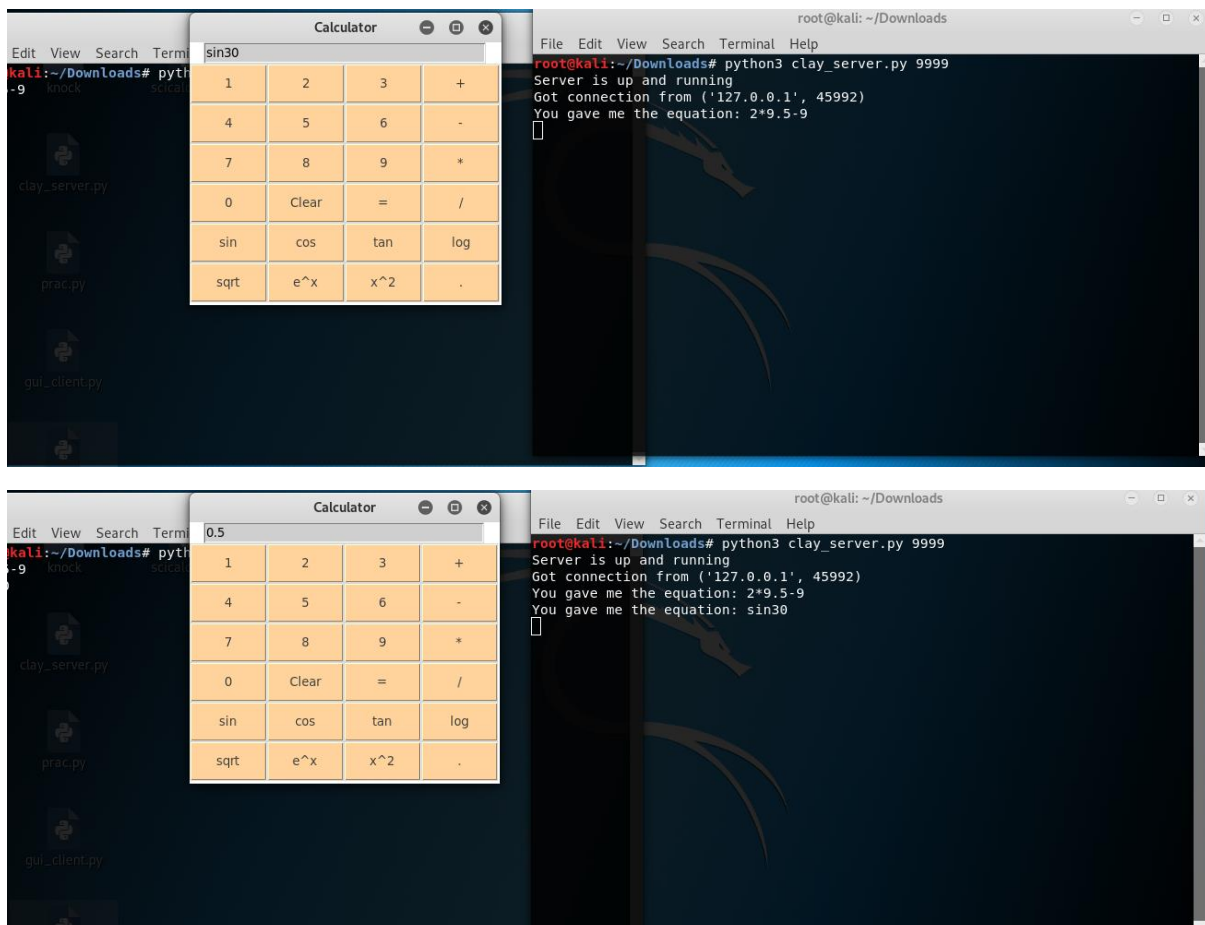 Calculator
Edit View Search Termi
sin30
kali:~/Downloads# pyth
-9 knock scical
1 2 3 +
4 5 6 -
7 8 9 *
0 Clear = /
sin cos tan log
sqrt e^x x^2 .
clay_server.py
prac.py
gui_client.py
root@kali: ~/Downloads
File Edit View Search Terminal Help
root@kali:~/Downloads# python3 clay_server.py 9999
Server is up and running
Got connection from ('127.0.0.1', 45992)
You gave me the equation: 2*9.5-9
Calculator
Edit View Search Termi
0.5
kali:~/Downloads# pyth
-9 knock scical
1 2 3 +
4 5 6 -
7 8 9 *
0 Clear = /
sin cos tan log
sqrt e^x x^2 .
clay_server.py
prac.py
gui_client.py
root@kali: ~/Downloads
File Edit View Search Terminal Help
root@kali:~/Downloads# python3 clay_server.py 9999
Server is up and running
Got connection from ('127.0.0.1', 45992)
You gave me the equation: 2*9.5-9
You gave me the equation: sin30